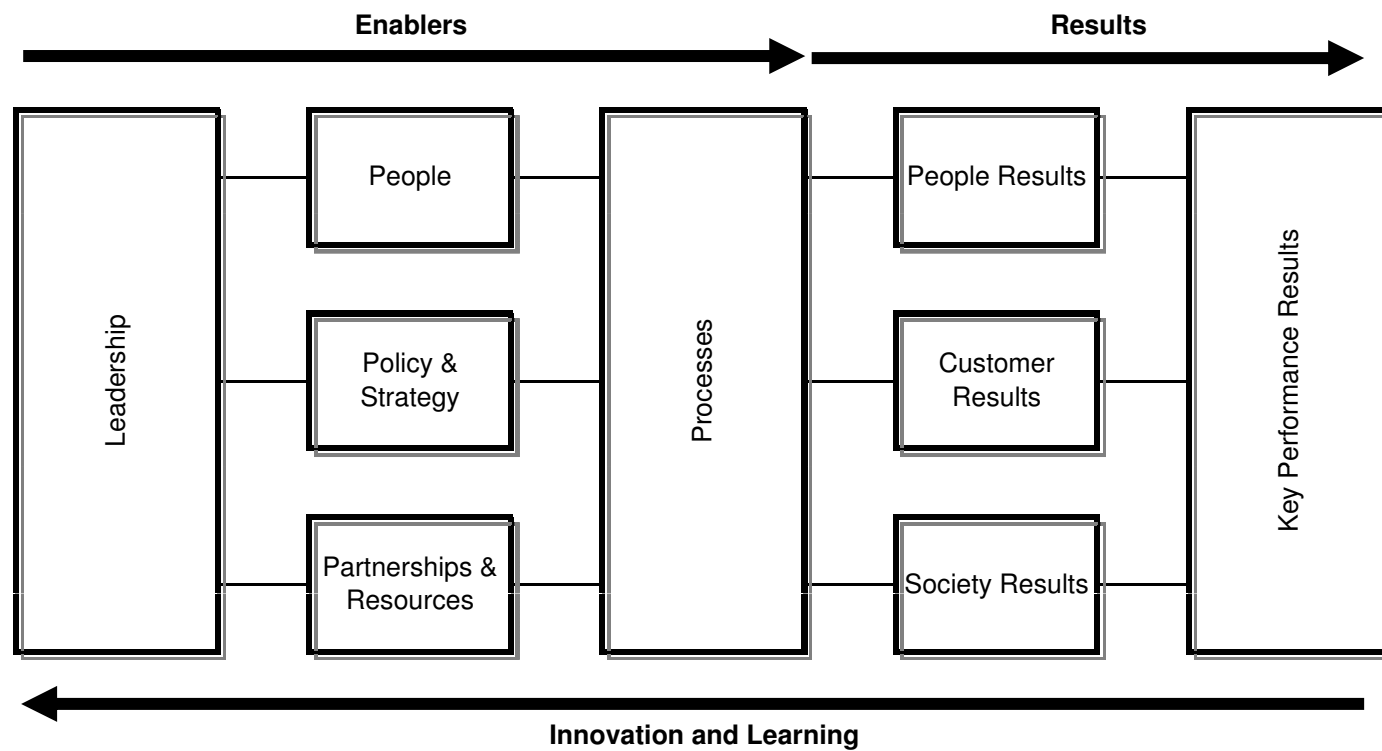 Enablers
Results
Leadership
People
Policy &
Strategy
Partnerships &
Resources
Processes
People Results
Customer
Results
Society Results
Key Performance Results
Innovation and Learning